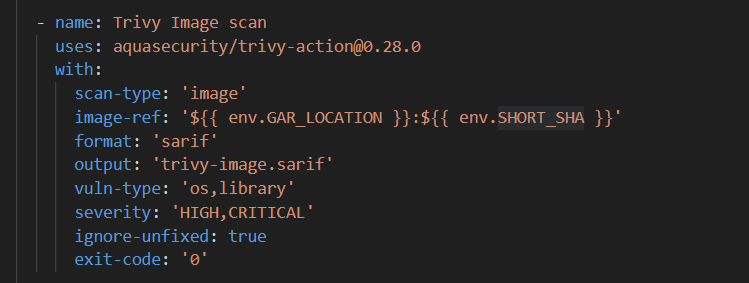 - name: Trivy Image scan
uses: aquasecurity/trivy-action@0.28.0
with:
scan-type: 'image'
image-ref: '${{ env.GAR_LOCATION }}:${{ env.SHORT_SHA }}'
format: 'sarif'
output: 'trivy-image.sarif'
vuln-type: 'os,library'
severity: 'HIGH,CRITICAL'
ignore-unfixed: true
exit-code: '0'